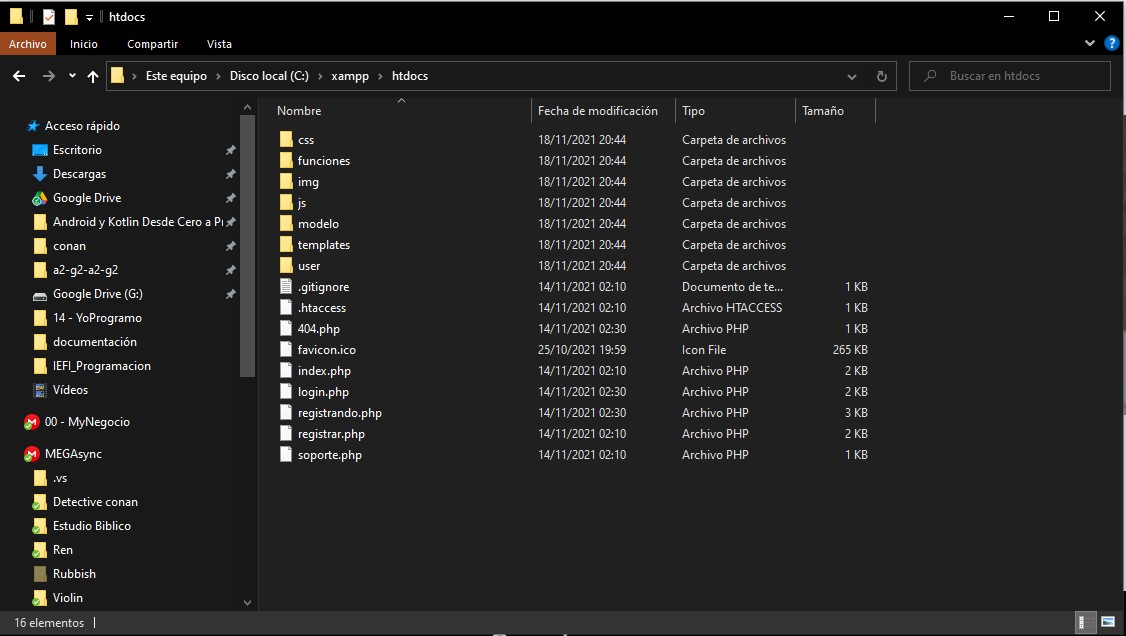 htdocs
Archivo Inicio Compartir Vista
Este equipo Disco local (C:) xampp htdocs Buscar en htdocs
Acceso rápido
Escritorio
Descargas
Google Drive
Android y Kotlin Desde Cero a P
conan
a2-g2-a2-g2
Google Drive (G:)
14 - YoProgramo
documentación
IEFI_Programacion
Vídeos
00 - MyNegocio
MEGAsync
.vs
Detective conan
Estudio Biblico
Ren
Rubbish
Violin
Nombre Fecha de modificación Tipo Tamaño
css 18/11/2021 20:44 Carpeta de archivos
funciones 18/11/2021 20:44 Carpeta de archivos
img 18/11/2021 20:44 Carpeta de archivos
js 18/11/2021 20:44 Carpeta de archivos
modelo 18/11/2021 20:44 Carpeta de archivos
templates 18/11/2021 20:44 Carpeta de archivos
user 18/11/2021 20:44 Carpeta de archivos
.gitignore 14/11/2021 02:10 Documento de te... 1 KB
.htaccess 14/11/2021 02:10 Archivo HTACCESS 1 KB
404.php 14/11/2021 02:30 Archivo PHP 1 KB
favicon.ico 25/10/2021 19:59 Icon File 265 KB
index.php 14/11/2021 02:10 Archivo PHP 2 KB
login.php 14/11/2021 02:30 Archivo PHP 2 KB
registrando.php 14/11/2021 02:30 Archivo PHP 3 KB
registrar.php 14/11/2021 02:10 Archivo PHP 2 KB
soporte.php 14/11/2021 02:10 Archivo PHP 1 KB
16 elementos